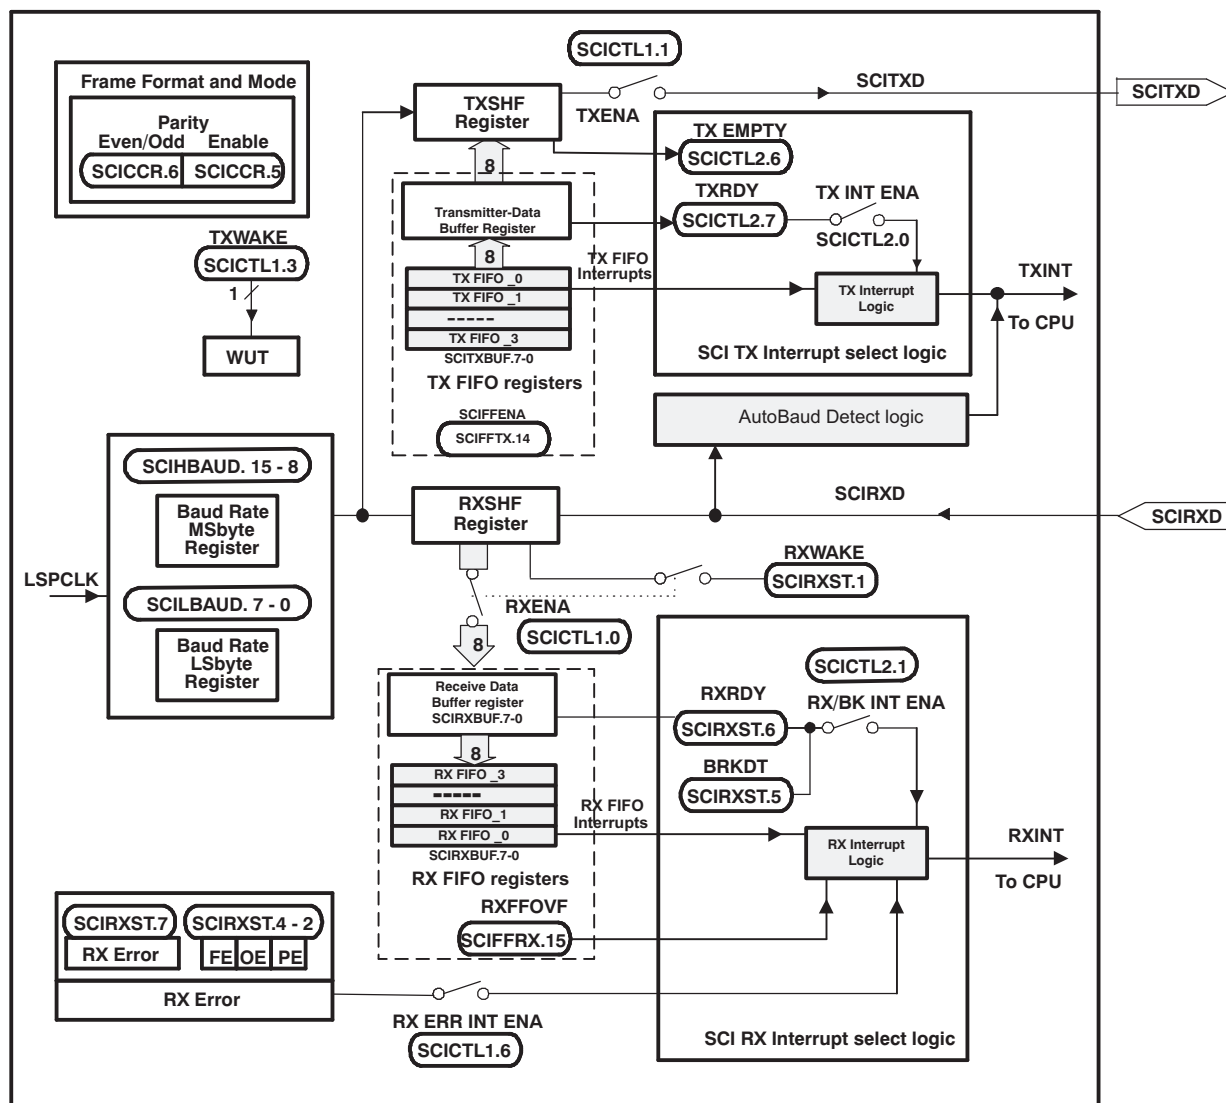 SCICTL1.1
Frame Format and Mode
Parity
Even/Odd Enable
SCICCR.6 SCICCR.5
TXSHF
Register
TXENA
SCITXD
SCITXD
TX EMPTY
SCICTL2.6
8
TXRDY
SCICTL2.7
TX INT ENA
SCICTL2.0
Transmitter-Data
Buffer Register
8
TX FIFO
Interrupts
TXWAKE
SCICTL1.3
1
WUT
TX FIFO _0
TX FIFO _1
-----
TX FIFO _3
SCITXBUF.7-0
TX FIFO registers
SCIFFENA
SCIFFTX.14
TX Interrupt
Logic
TXINT
To CPU
SCI TX Interrupt select logic
AutoBaud Detect logic
SCIHBAUD. 15 - 8
Baud Rate
MSbyte
Register
LSPCLK
SCILBAUD. 7 - 0
Baud Rate
LSbyte
Register
RXSHF
Register
SCIRXD
SCIRXD
RXWAKE
SCIRXST.1
RXENA
SCICTL1.0
8
SCICTL2.1
Receive Data
Buffer register
SCIRXBUF.7-0
RXRDY
SCIRXST.6
RX/BK INT ENA
8
BRKDT
SCIRXST.5
RX FIFO _3
-----
RX FIFO_1
RX FIFO _0
SCIRXBUF.7-0
RX FIFO registers
RX FIFO
Interrupts
RX Interrupt
Logic
RXINT
To CPU
RXFFOVF
SCIFFRX.15
SCIRXST.7 SCIRXST.4 - 2
RX Error FE OE PE
RX Error
RX ERR INT ENA
SCICTL1.6
SCI RX Interrupt select logic